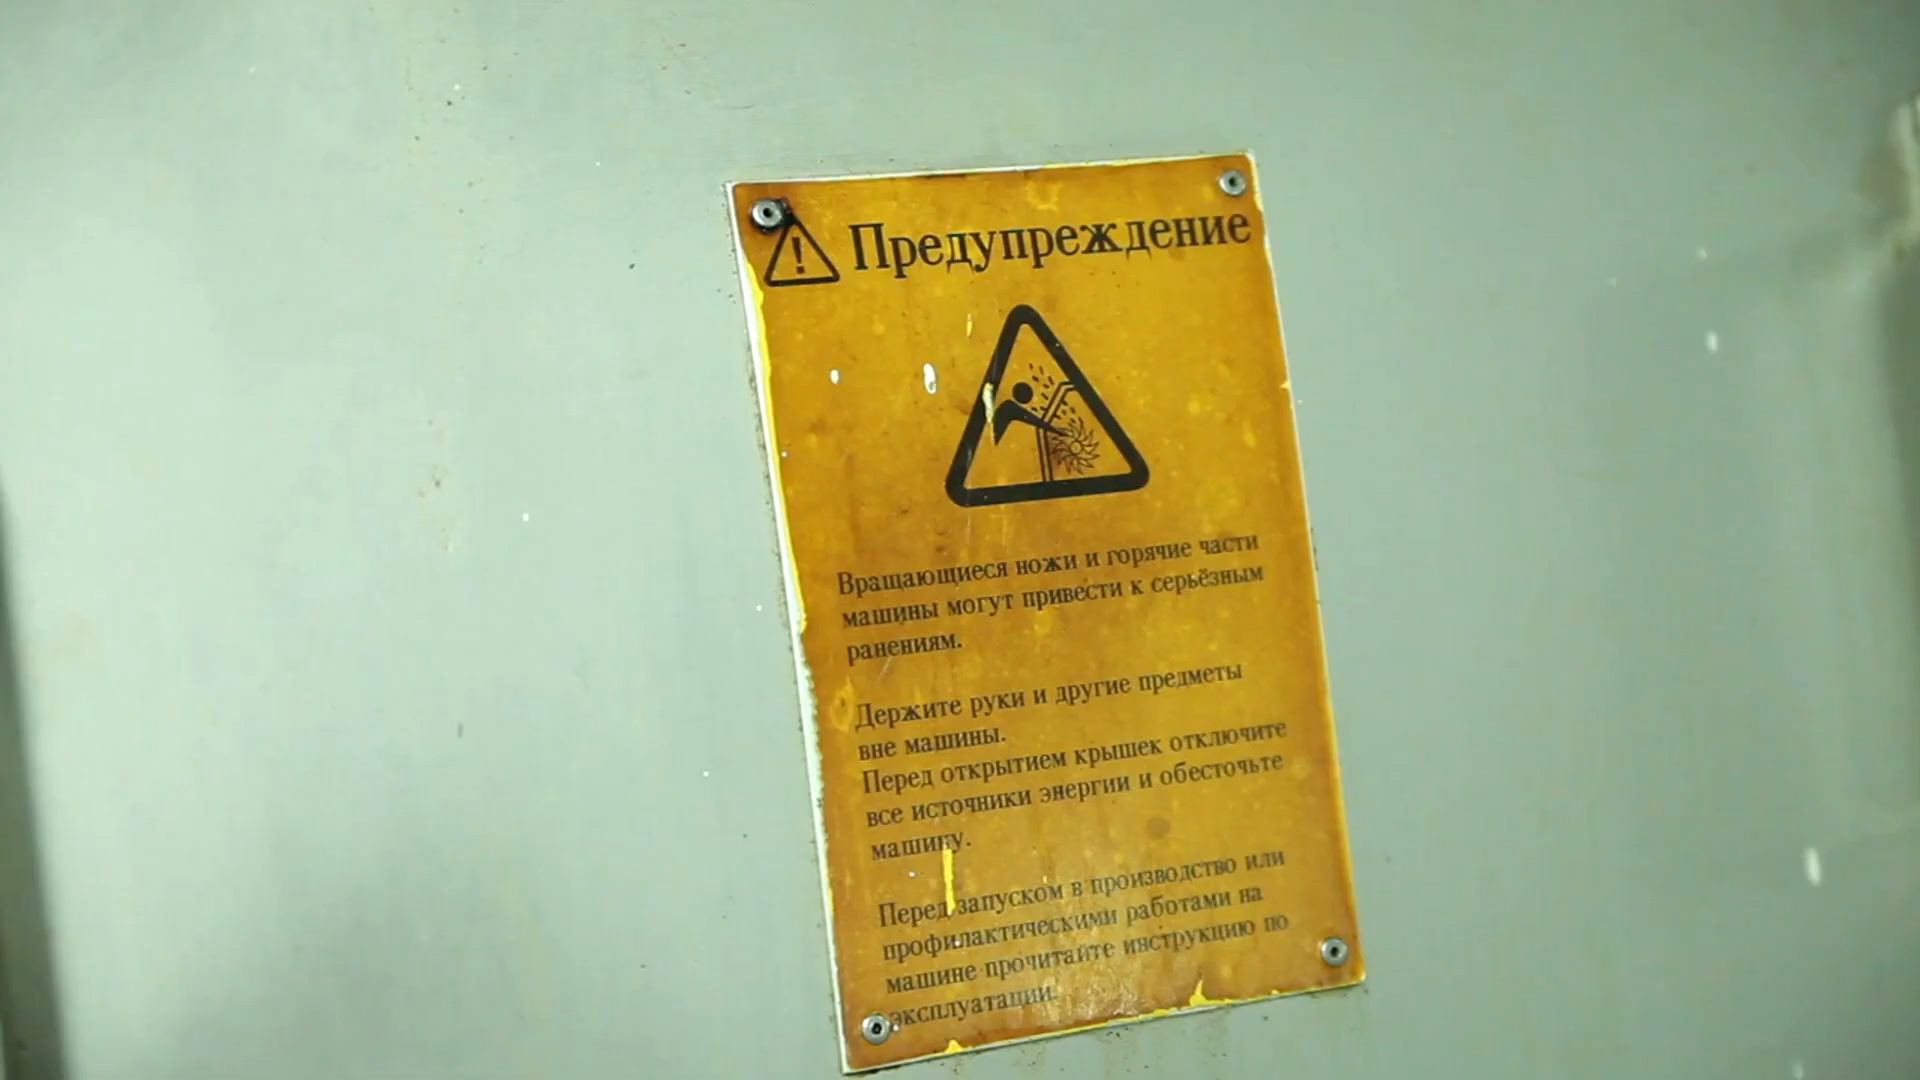 Предупреждение
Вращающиеся ножи и горячие части
машины могут привести к серьёзным
ранениям.
Держите руки и другие предметы
вне машины.
Перед открытием крышек отключите
все источники энергии и обесточьте
машину.
Перед запуском в производство или
профилактическими работами на
машине прочитайте инструкцию по
эксплуатации.